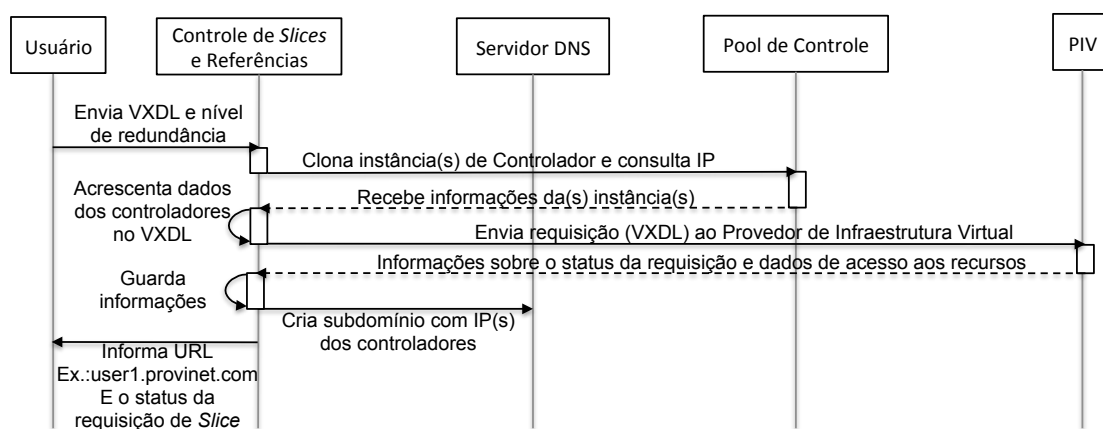 Usuário
Controle de Slices
e Referências
Servidor DNS
Pool de Controle
PIV
Envia VXDL e nível
de redundância
Clona instância(s) de Controlador e consulta IP
Recebe informações da(s) instância(s)
Acrescenta dados
dos controladores
no VXDL
Envia requisição (VXDL) ao Provedor de Infraestrutura Virtual
Informações sobre o status da requisição e dados de acesso aos recursos
Guarda
informações
Cria subdomínio com IP(s)
dos controladores
Informa URL
Ex.:user1.provinet.com
E o status da
requisição de Slice